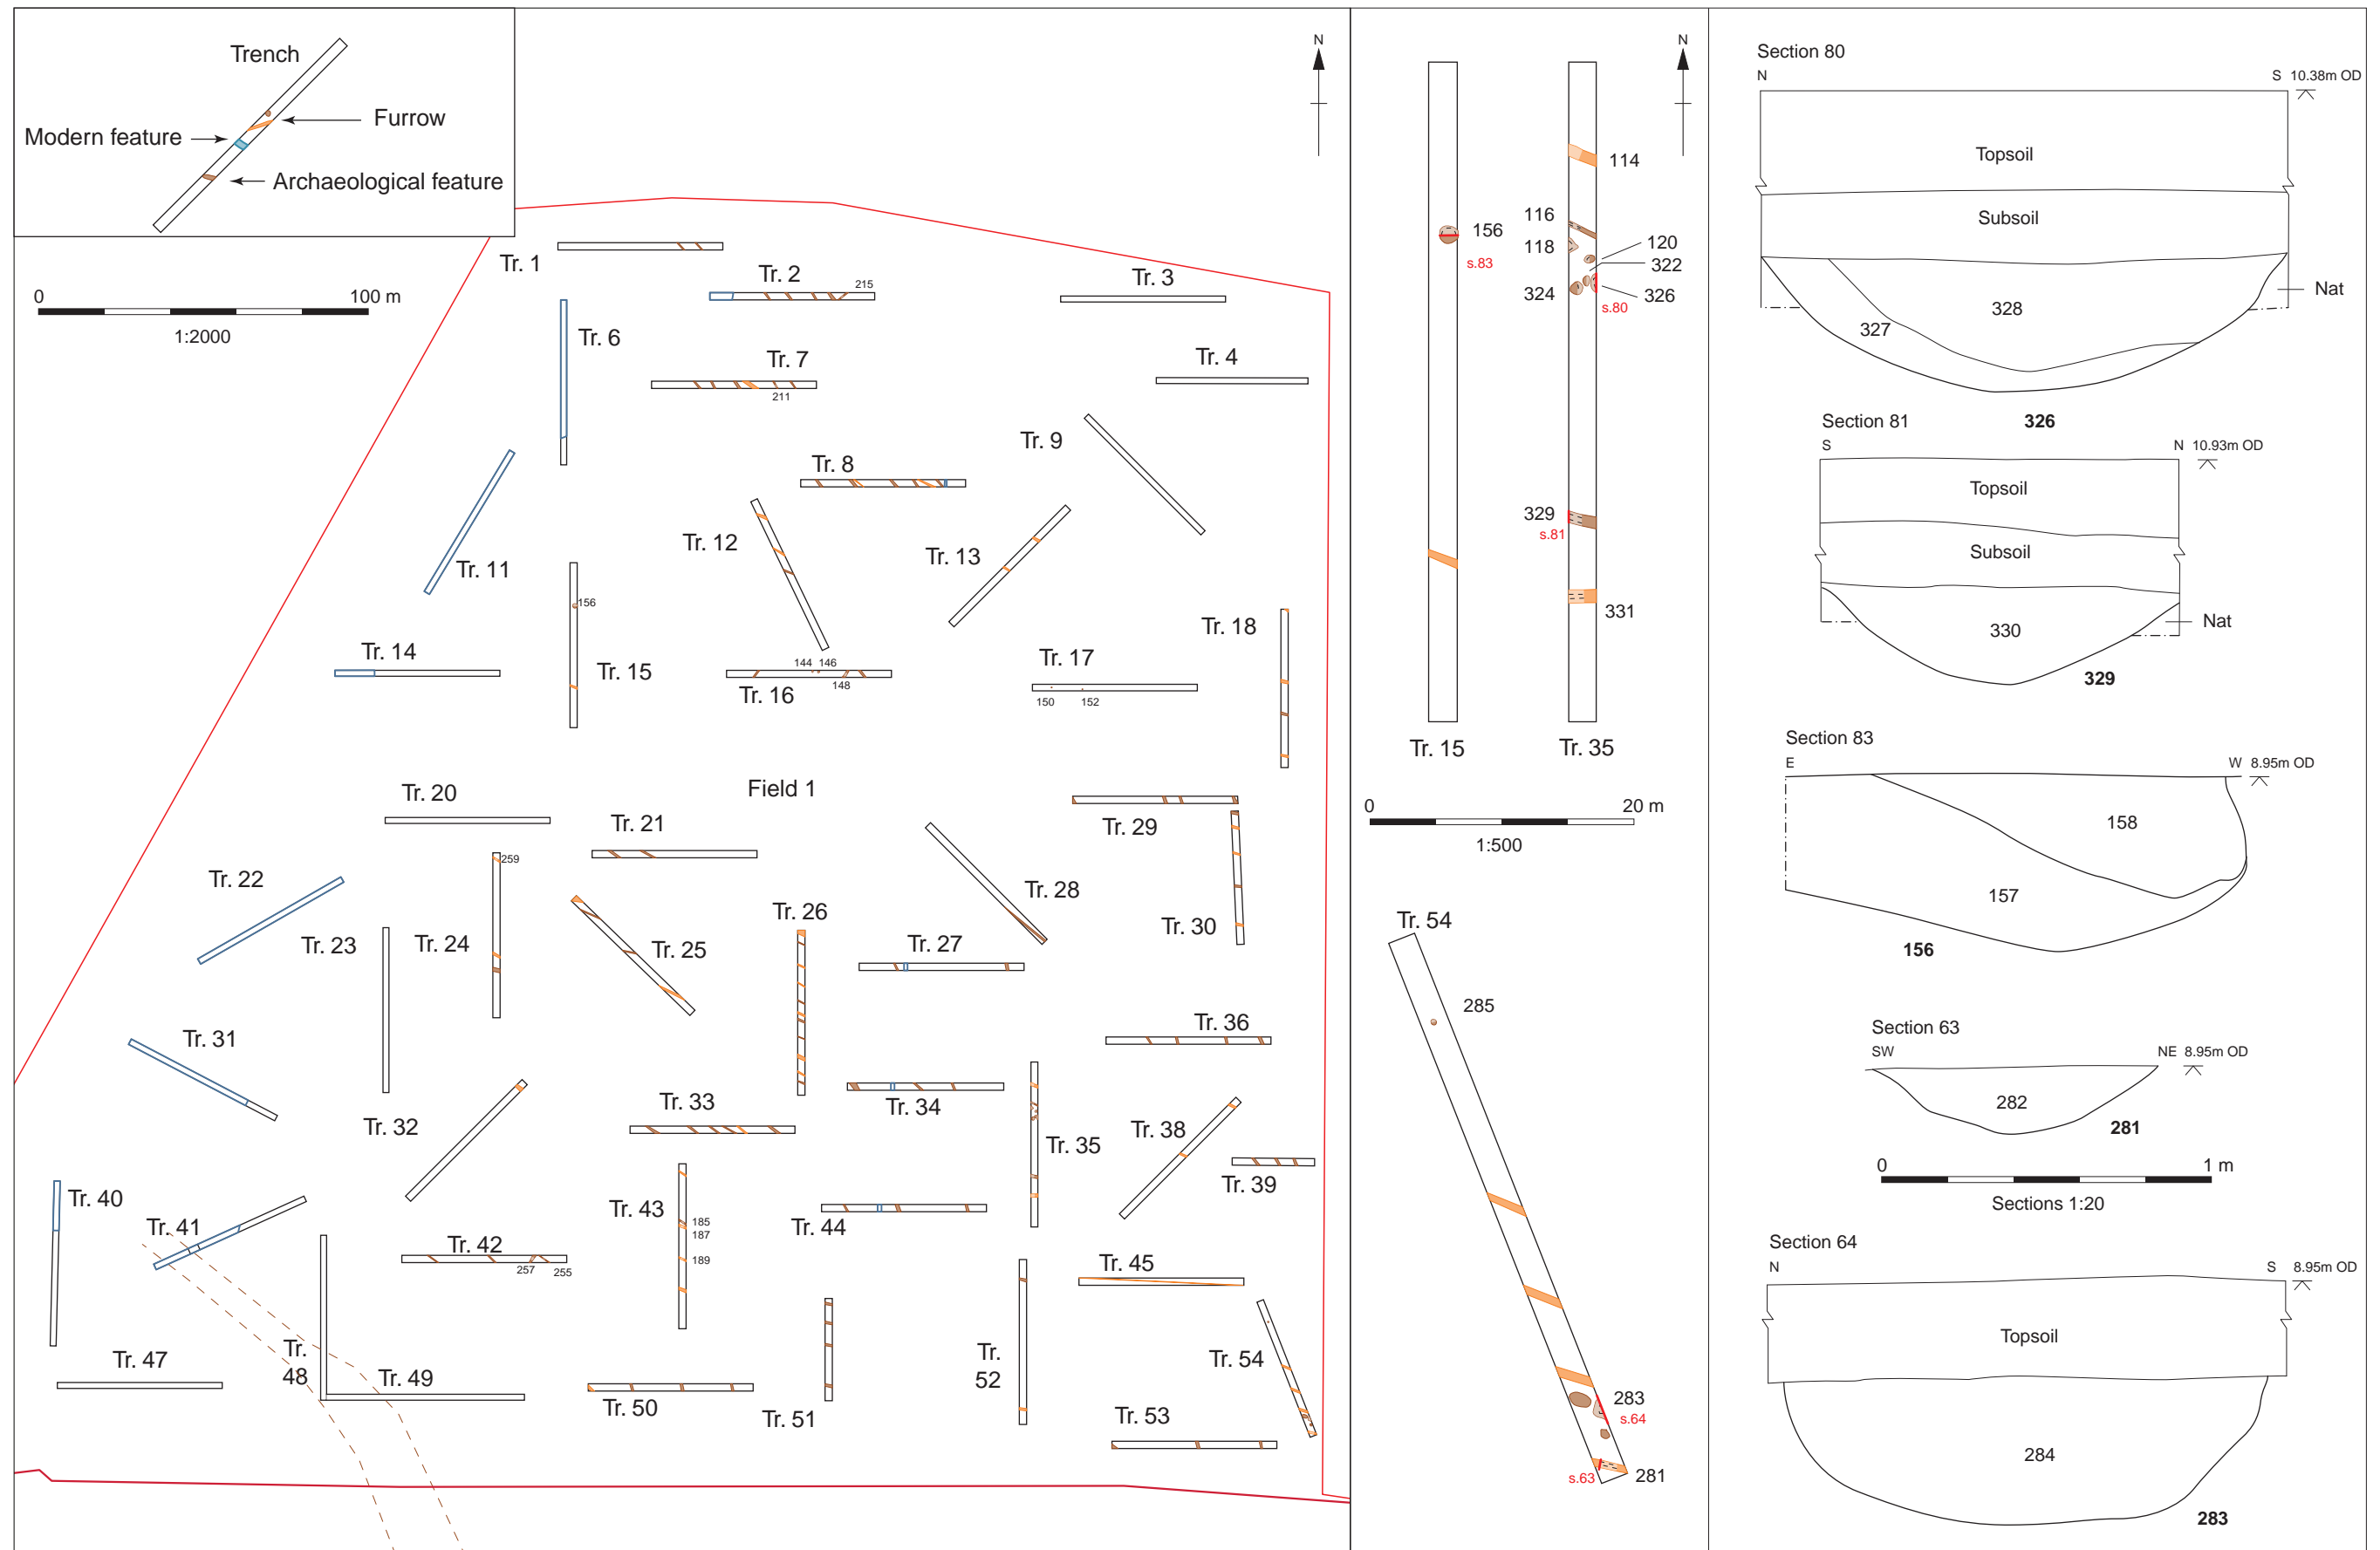 Trench
Furrow
Modern feature
Archaeological feature
0 100 m
1:2000
N
Tr. 1
Tr. 2
215
Tr. 3
Tr. 6
Tr. 7
211
Tr. 4
Tr. 9
Tr. 8
Tr. 12
Tr. 13
Tr. 11
156
Tr. 18
Tr. 14
Tr. 15
144 146
148
Tr. 16
Tr. 17
150 152
Field 1
Tr. 20
Tr. 21
Tr. 29
259
Tr. 22
Tr. 28
Tr. 23
Tr. 24
Tr. 25
Tr. 26
Tr. 27
Tr. 30
Tr. 31
Tr. 36
Tr. 32
Tr. 33
Tr. 34
Tr. 35
Tr. 38
Tr. 39
Tr. 40
Tr. 41
Tr. 42
257 255
Tr. 43
185
187
189
Tr. 44
Tr. 45
Tr. 47
Tr.
48
Tr. 49
Tr. 50
Tr. 51
Tr.
52
Tr. 53
Tr. 54
N
114
116
118
120
322
324
326
s.80
156
s.83
329
s.81
331
Tr. 15
Tr. 35
0 20 m
1:500
Tr. 54
285
283
s.64
s.63
281
Section 80
N S 10.38m OD
Topsoil
Subsoil
Nat
328
327
326
Section 81
S N 10.93m OD
Topsoil
Subsoil
Nat
330
329
Section 83
E W 8.95m OD
158
157
156
Section 63
SW NE 8.95m OD
282
281
0 1 m
Sections 1:20
Section 64
N S 8.95m OD
Topsoil
284
283